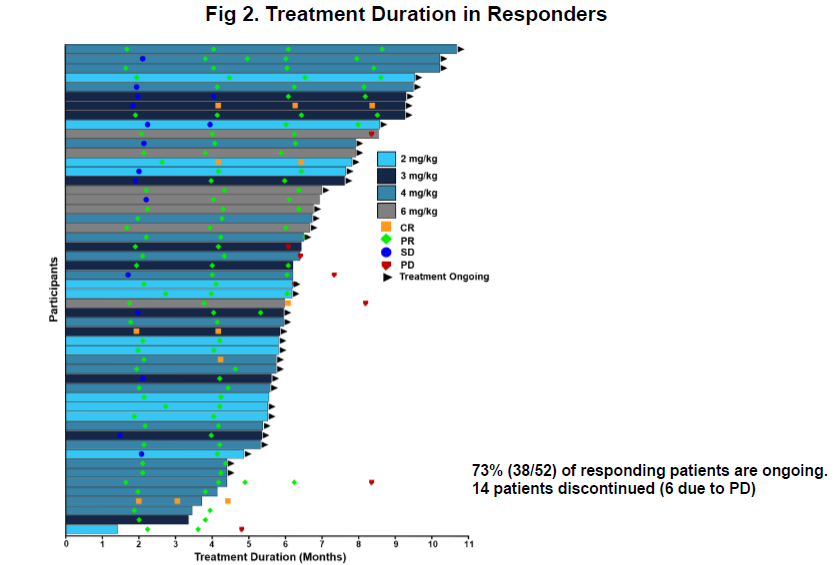 Fig 2. Treatment Duration in Responders
2 mg/kg
3 mg/kg
4 mg/kg
6 mg/kg
CR
PR
SD
PD
Treatment Ongoing
Participants
73% (38/52) of responding patients are ongoing.
14 patients discontinued (6 due to PD)
0 1 2 3 4 5 6 7 8 9 10 11
Treatment Duration (Months)